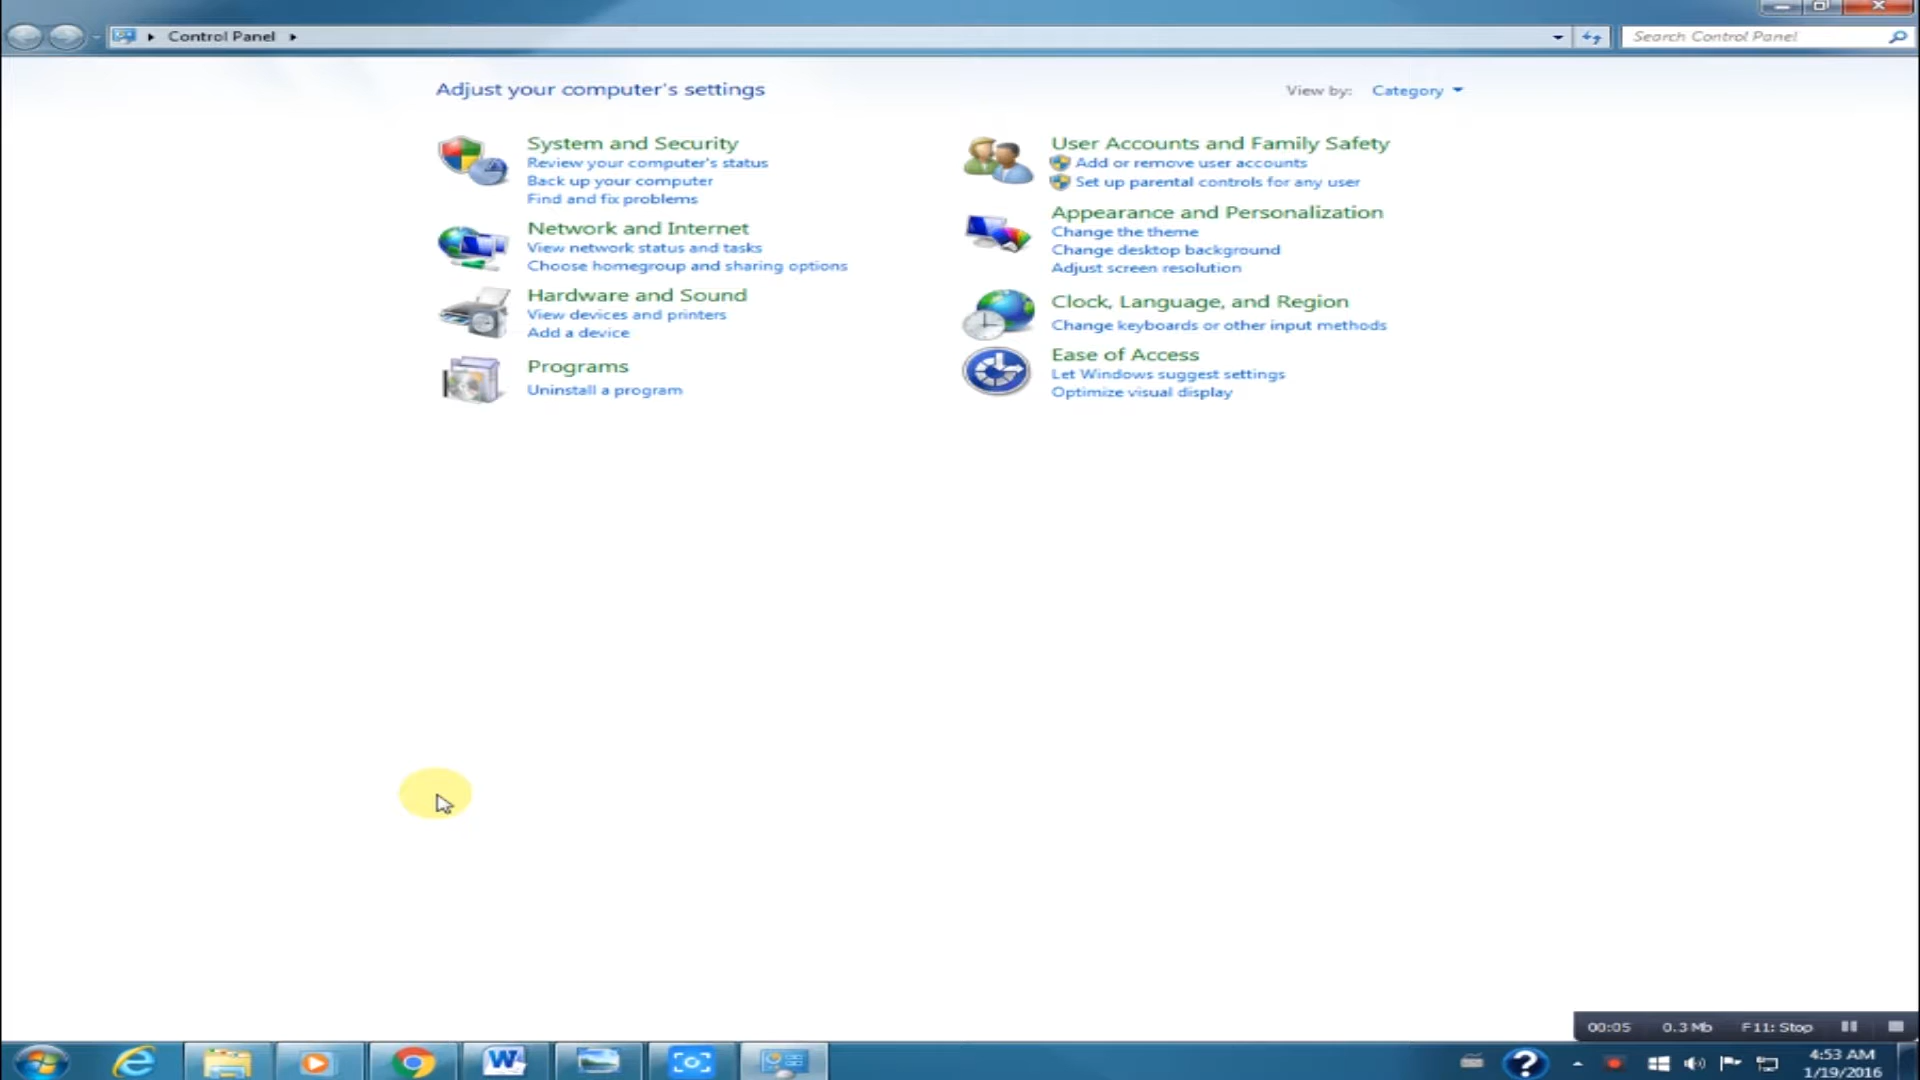 Control Panel
Search Control Panel
Adjust your computer's settings
View by: Category
System and Security
Review your computer's status
Back up your computer
Find and fix problems
Network and Internet
View network status and tasks
Choose homegroup and sharing options
Hardware and Sound
View devices and printers
Add a device
Programs
Uninstall a program
User Accounts and Family Safety
Add or remove user accounts
Set up parental controls for any user
Appearance and Personalization
Change the theme
Change desktop background
Adjust screen resolution
Clock, Language, and Region
Change keyboards or other input methods
Ease of Access
Let Windows suggest settings
Optimize visual display
00:05 0.3 Mb F11: Stop
4:53 AM
1/19/2016